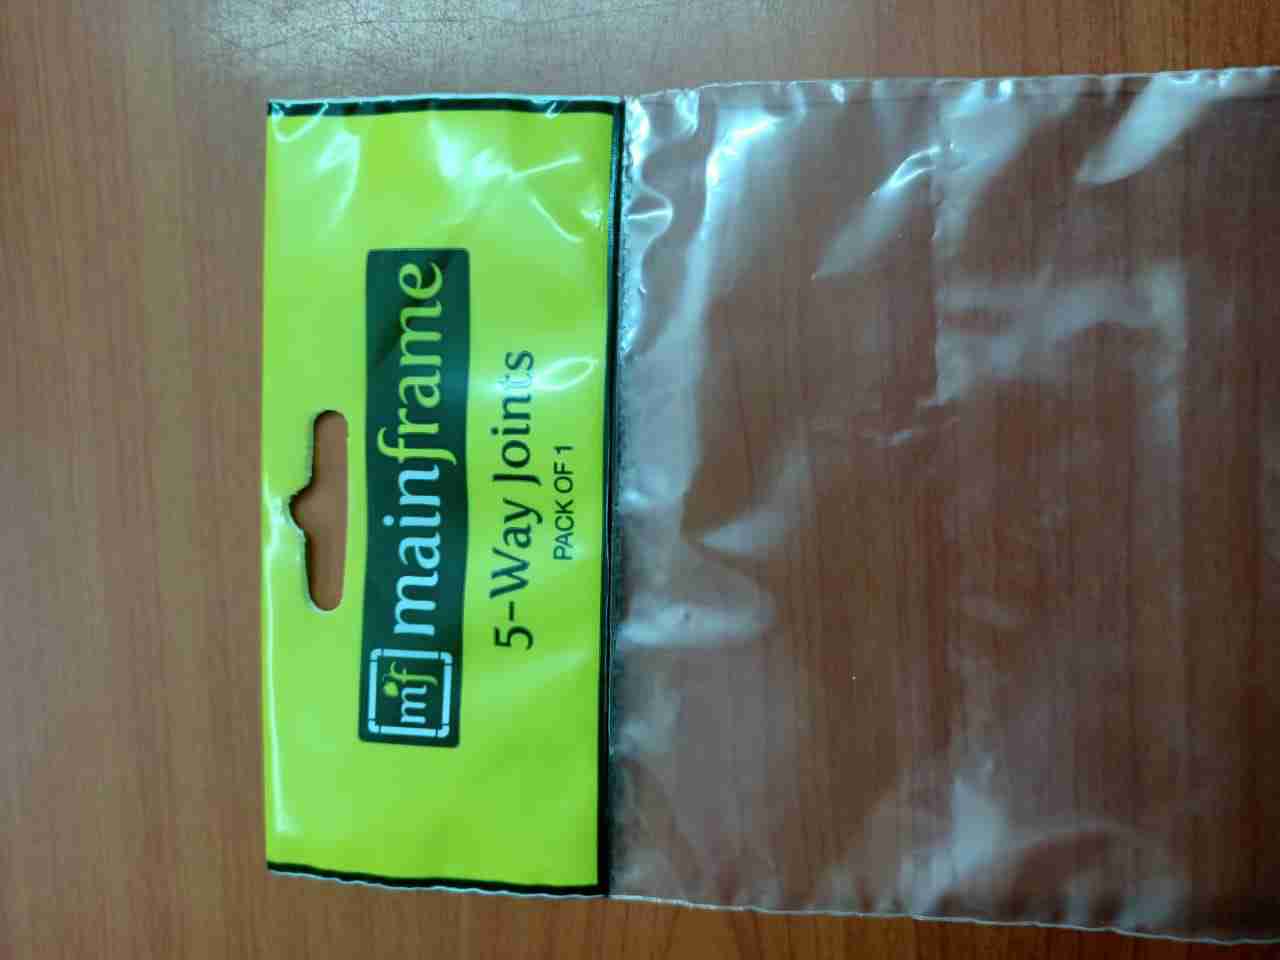 mf mainframe
5-Way Joints
PACK OF 1